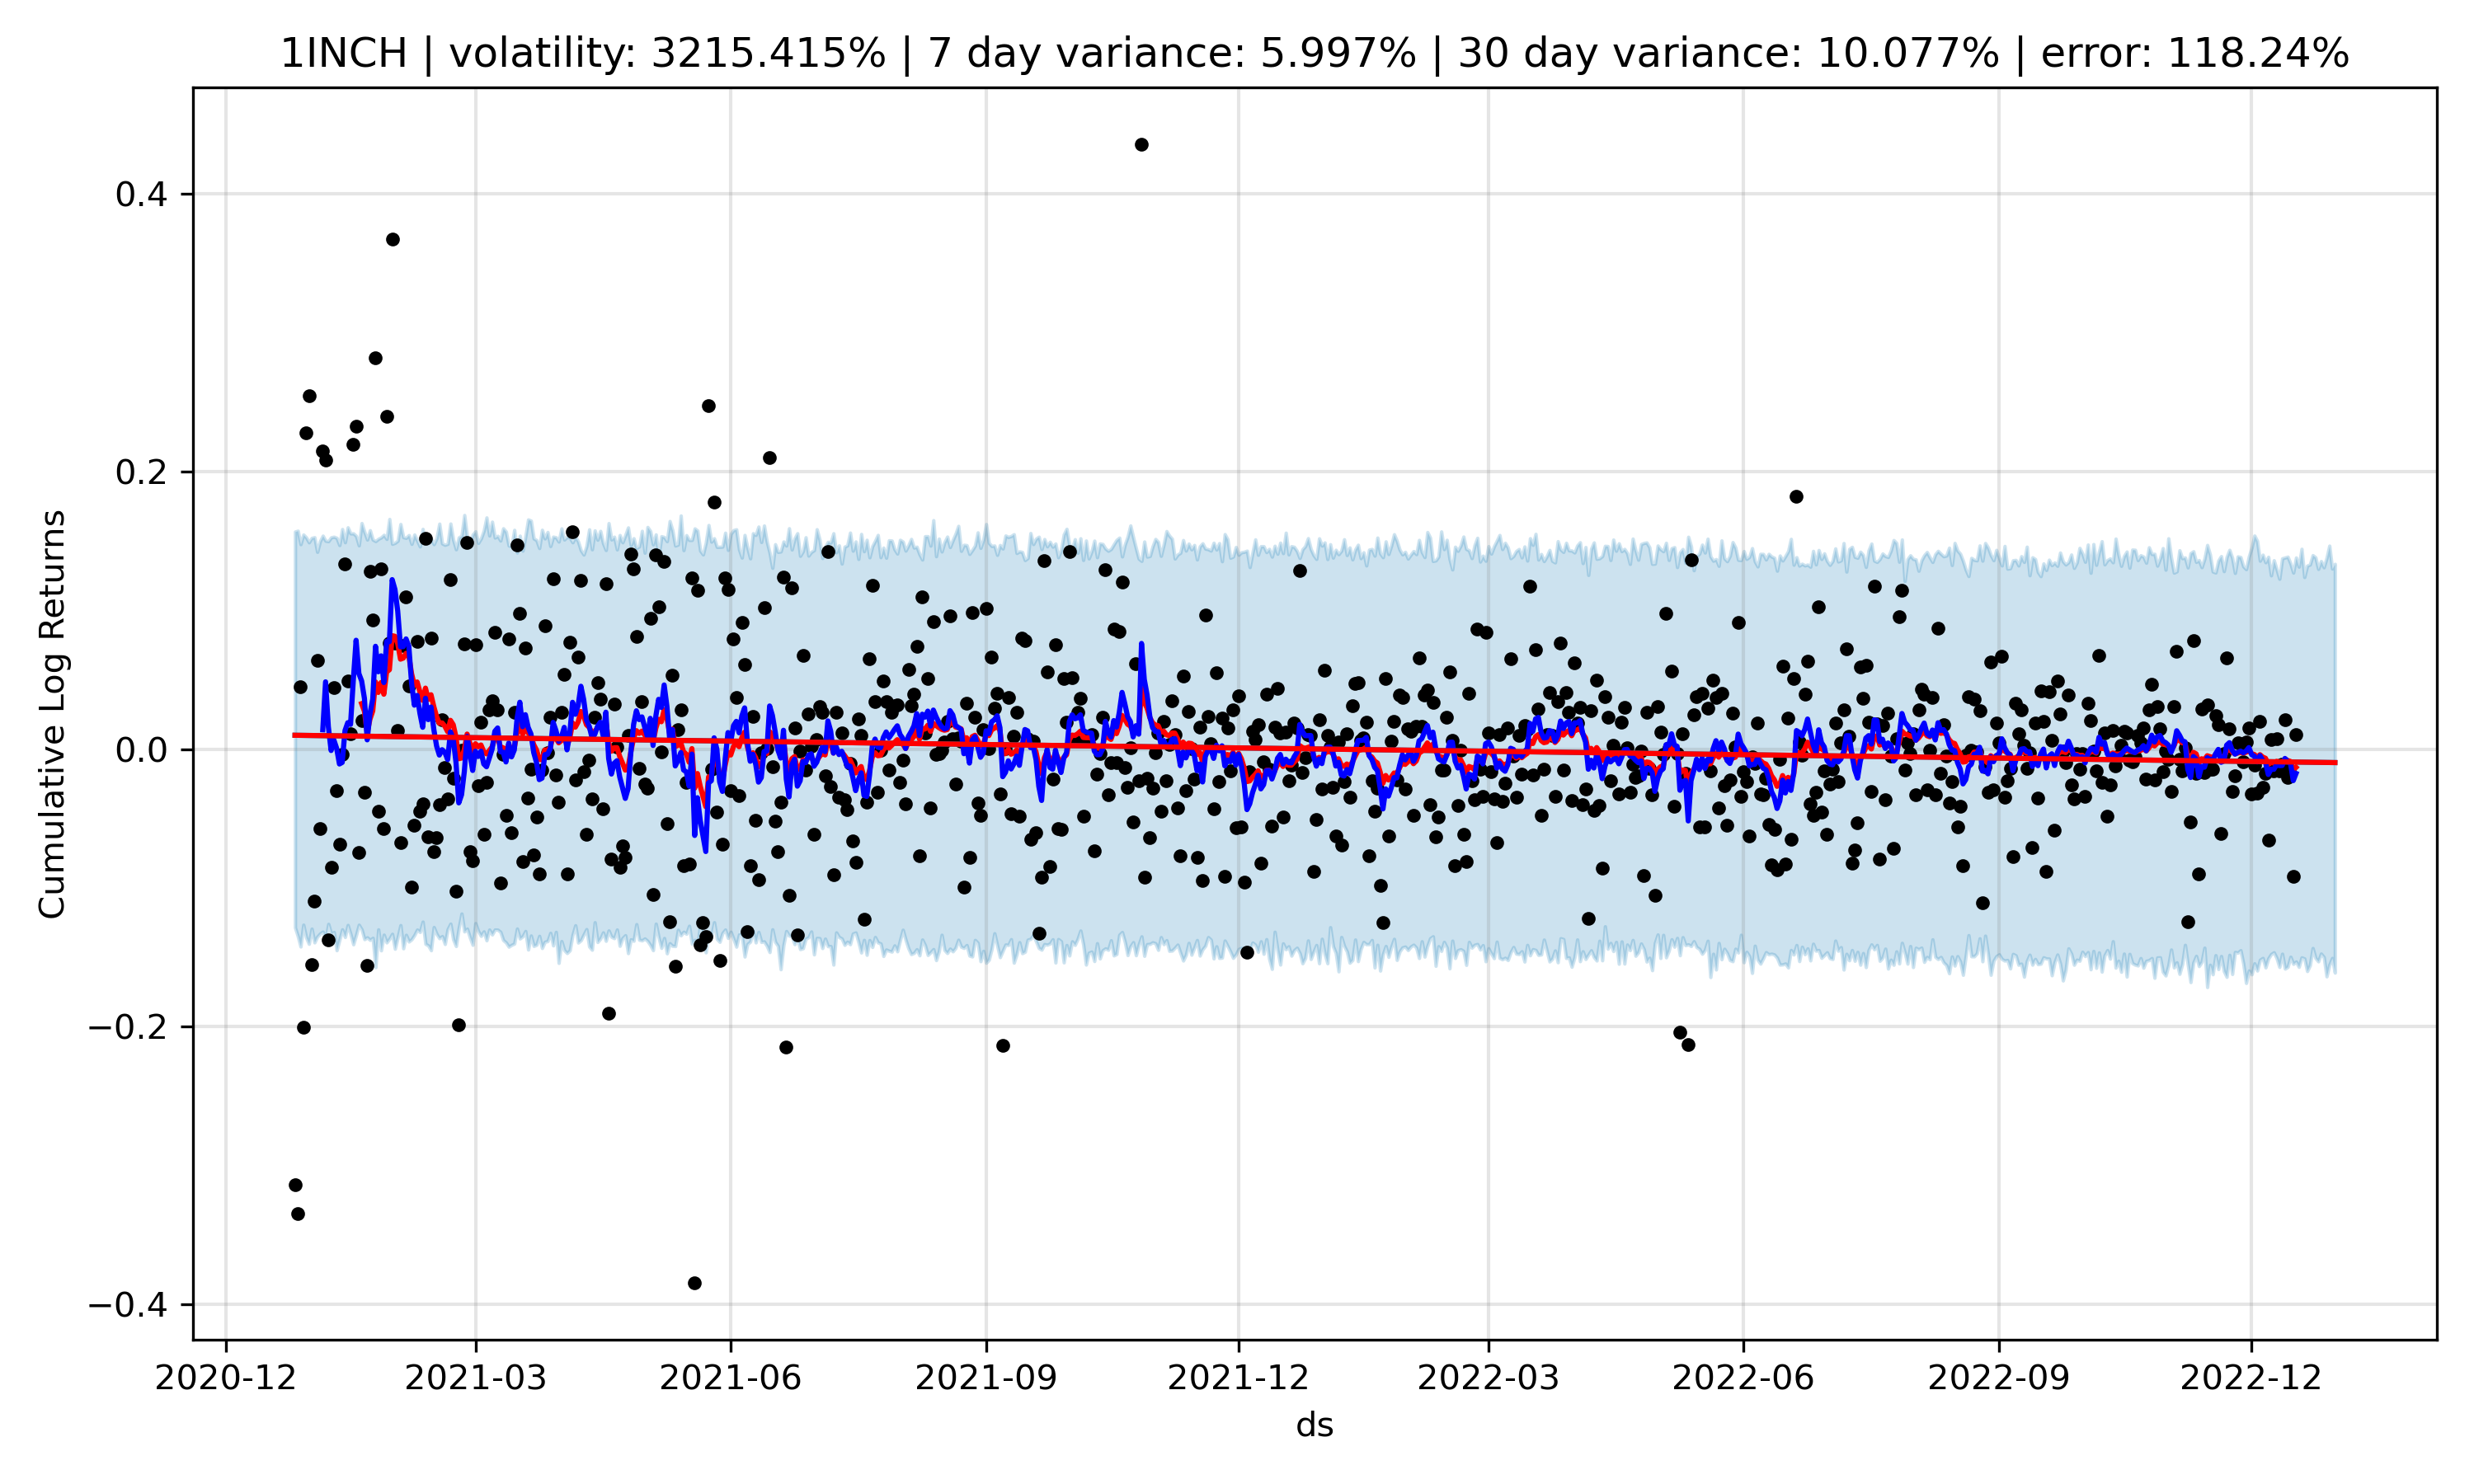 1INCH | volatility: 3215.415% | 7 day variance: 5.997% | 30 day variance: 10.077% | error: 118.24%
Cumulative Log Returns
0.4
0.2
0.0
−0.2
−0.4
2020-12 2021-03 2021-06 2021-09 2021-12 2022-03 2022-06 2022-09 2022-12
ds